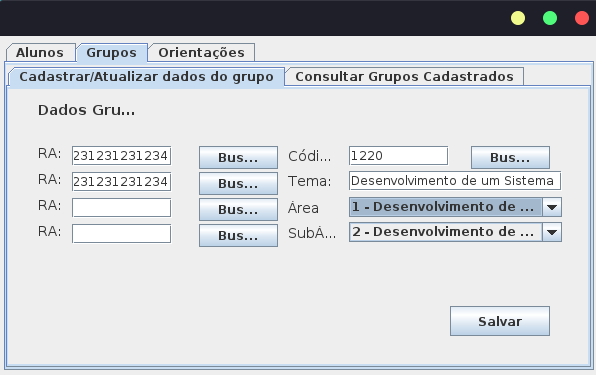 Alunos Grupos Orientações
Cadastrar/Atualizar dados do grupo Consultar Grupos Cadastrados
Dados Gru...
RA: 231231231234 Bus... Códi... 1220 Bus...
RA: 231231231234 Bus... Tema: Desenvolvimento de um Sistema
RA: Bus... Área 1 - Desenvolvimento de ...
RA: Bus... SubÁ... 2 - Desenvolvimento de ...
Salvar